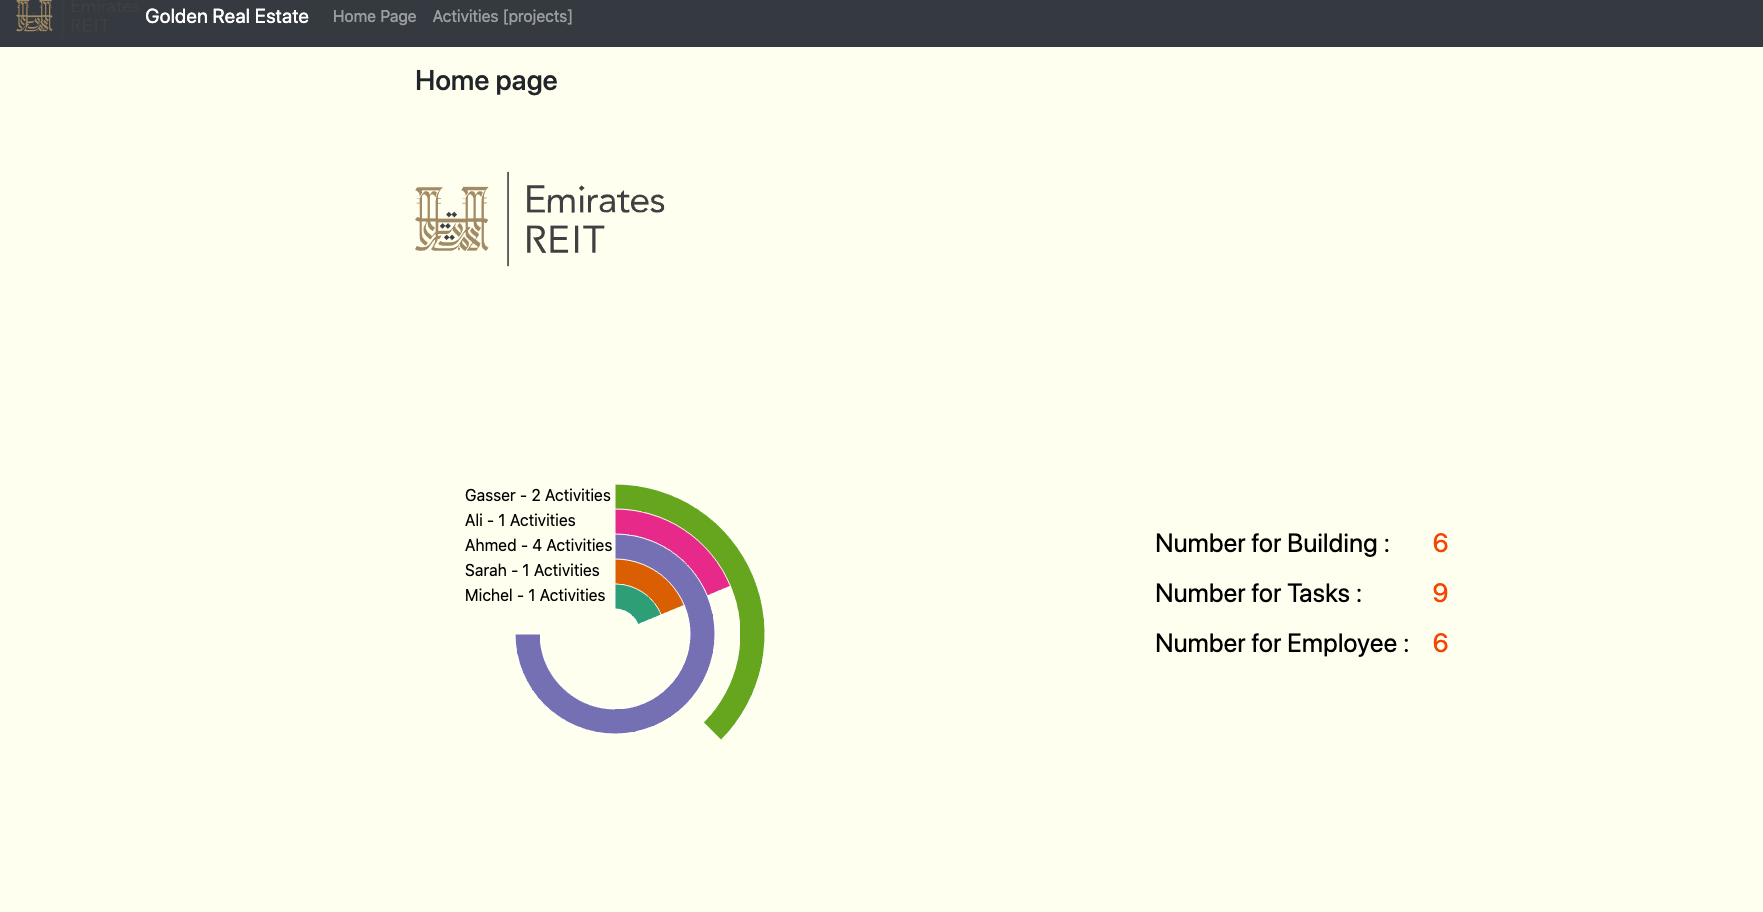 Emirates
REIT
Golden Real Estate Home Page Activities [projects]
Home page
Emirates
REIT
Gasser - 2 Activities
Ali - 1 Activities
Ahmed - 4 Activities
Sarah - 1 Activities
Michel - 1 Activities
Number for Building : 6
Number for Tasks : 9
Number for Employee : 6